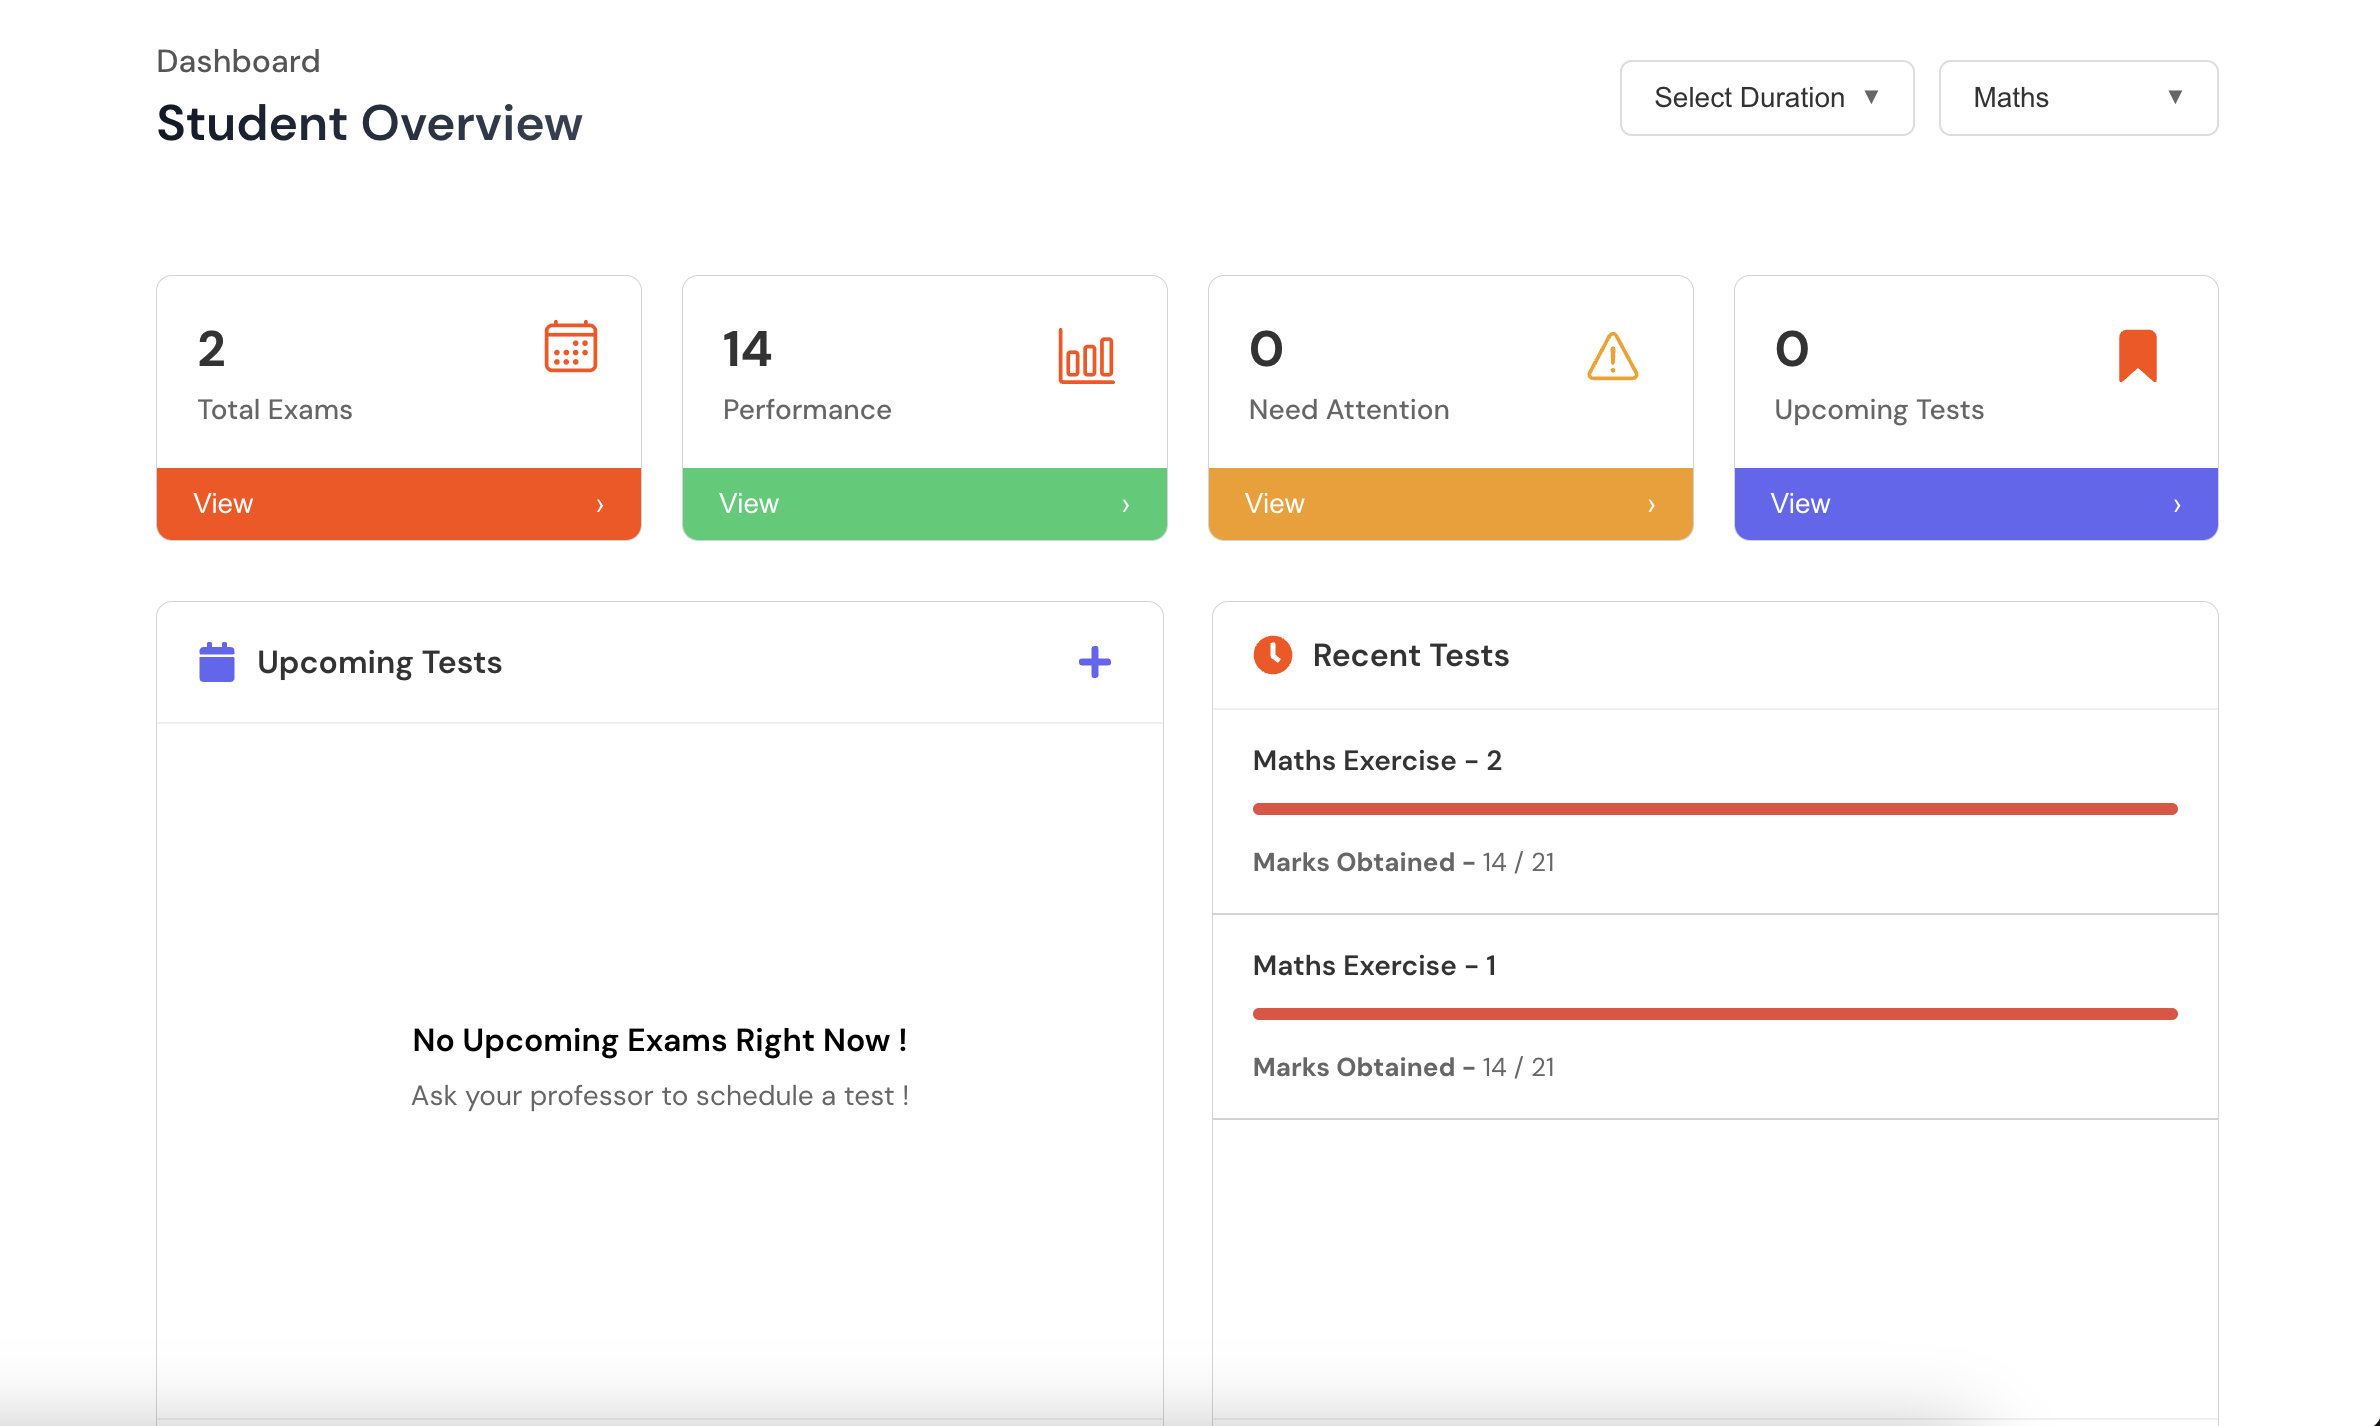 Dashboard
Student Overview
Select Duration ▼
Maths ▼
2
Total Exams
View ›
14
Performance
View ›
0
Need Attention
View ›
0
Upcoming Tests
View ›
Upcoming Tests
No Upcoming Exams Right Now !
Ask your professor to schedule a test !
Recent Tests
Maths Exercise - 2
Marks Obtained - 14 / 21
Maths Exercise - 1
Marks Obtained - 14 / 21